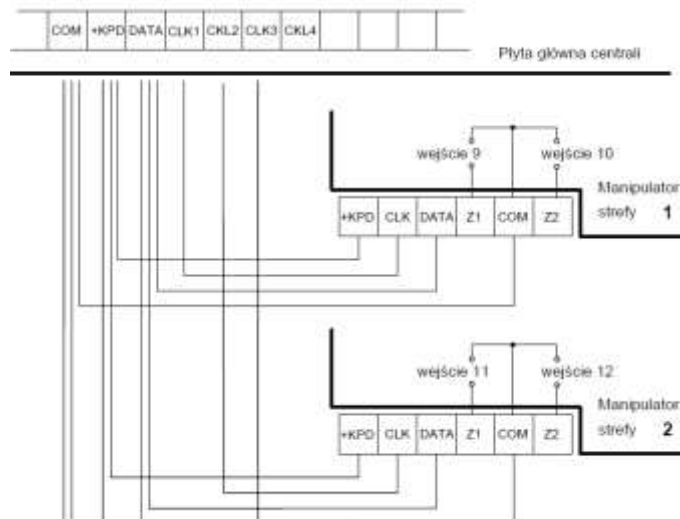 COM +KPD DATA CLK1 CKL2 CLK3 CKL4
Płyta główna centrali
wejście 9 wejście 10
Manipulator
strefy 1
+KPD CLK DATA Z1 COM Z2
wejście 11 wejście 12
Manipulator
strefy 2
+KPD CLK DATA Z1 COM Z2